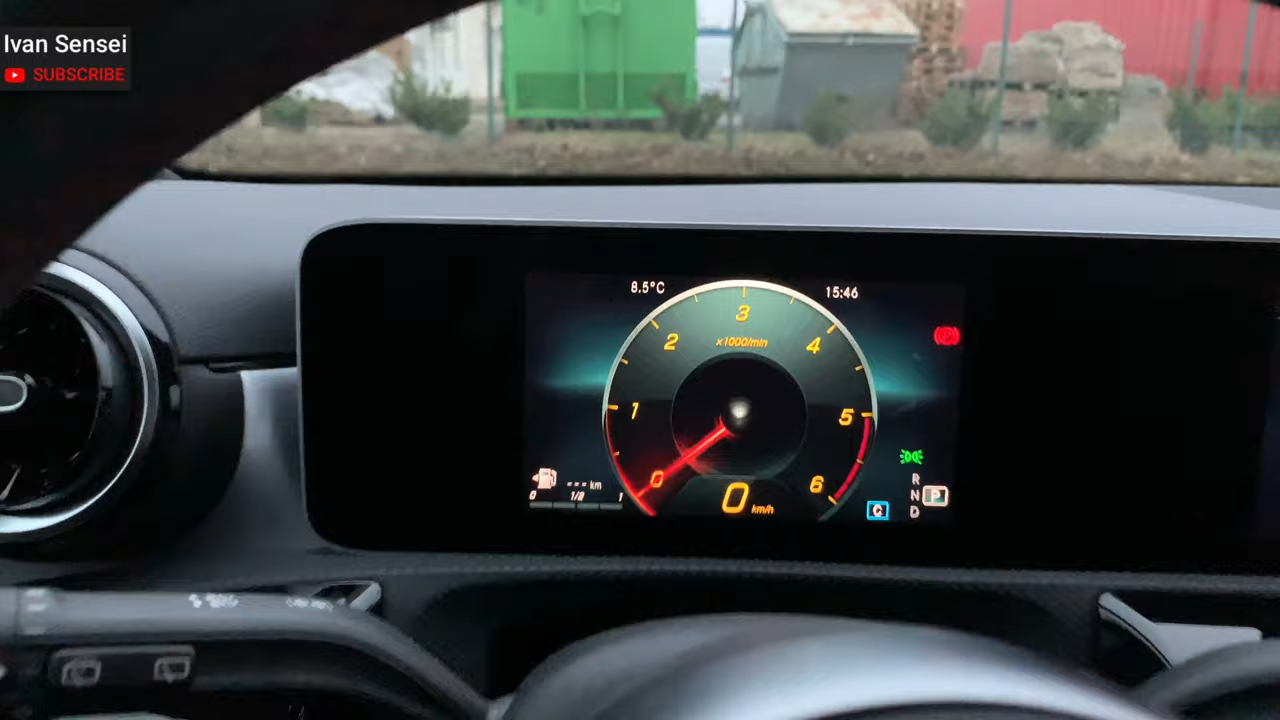 Ivan Sensei
SUBSCRIBE
8.5°C
15:46
3
2
x1000/min
4
1
5
0
6
--- km
0 1/2 1
0 km/h
R
N P
D
C